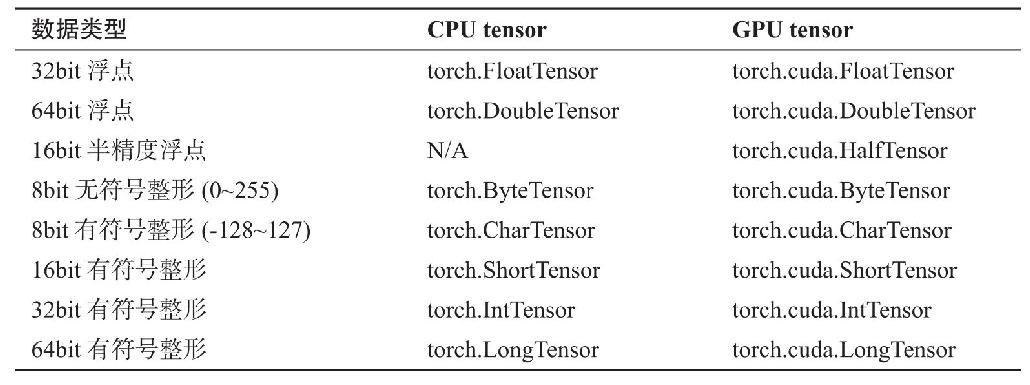 数据类型 CPU tensor GPU tensor
32bit 浮点 torch.FloatTensor torch.cuda.FloatTensor
64bit 浮点 torch.DoubleTensor torch.cuda.DoubleTensor
16bit 半精度浮点 N/A torch.cuda.HalfTensor
8bit 无符号整形 (0~255) torch.ByteTensor torch.cuda.ByteTensor
8bit 有符号整形 (-128~127) torch.CharTensor torch.cuda.CharTensor
16bit 有符号整形 torch.ShortTensor torch.cuda.ShortTensor
32bit 有符号整形 torch.IntTensor torch.cuda.IntTensor
64bit 有符号整形 torch.LongTensor torch.cuda.LongTensor